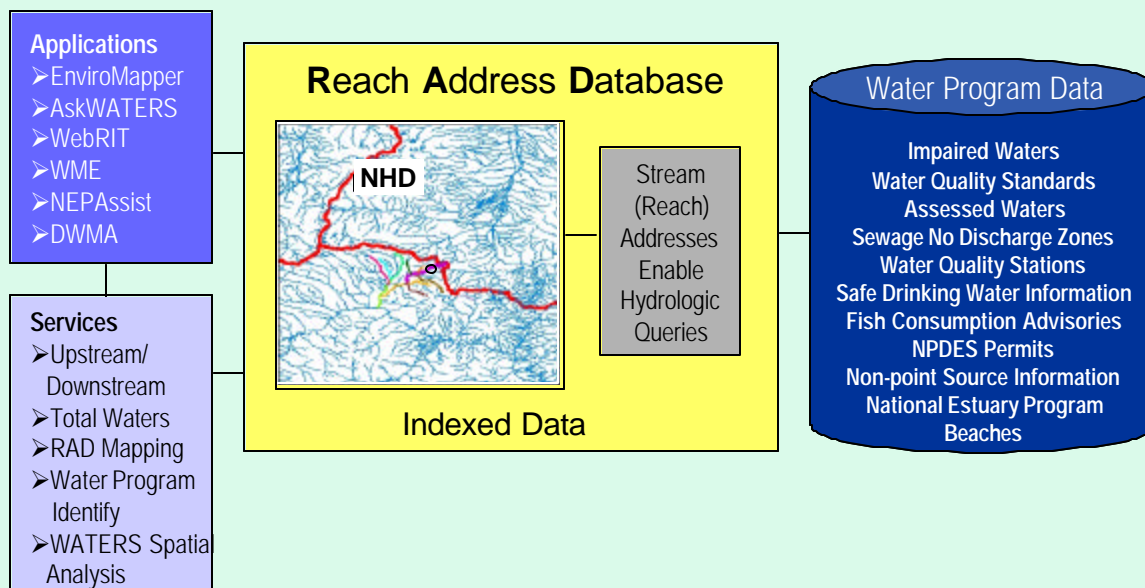 Applications
➢EnviroMapper
➢AskWATERS
➢WebRIT
➢WME
➢NEPAssist
➢DWMA
Services
➢Upstream/
Downstream
➢Total Waters
➢RAD Mapping
➢Water Program
Identify
➢WATERS Spatial
Analysis
Reach Address Database
NHD
Stream
(Reach)
Addresses
Enable
Hydrologic
Queries
Indexed Data
Water Program Data
Impaired Waters
Water Quality Standards
Assessed Waters
Sewage No Discharge Zones
Water Quality Stations
Safe Drinking Water Information
Fish Consumption Advisories
NPDES Permits
Non-point Source Information
National Estuary Program
Beaches